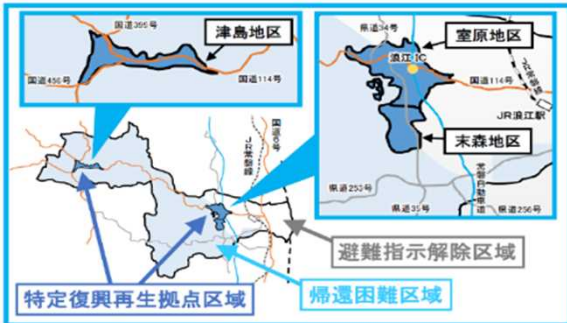 国道399号
津島地区
国道459号
国道114号
県道34号
室原地区
浪江IC
国道114号
JR浪江駅
末森地区
県道253号
県道35号
常磐自動車道
県道256号
国道6号
JR常磐線
避難指示解除区域
特定復興再生拠点区域
帰還困難区域